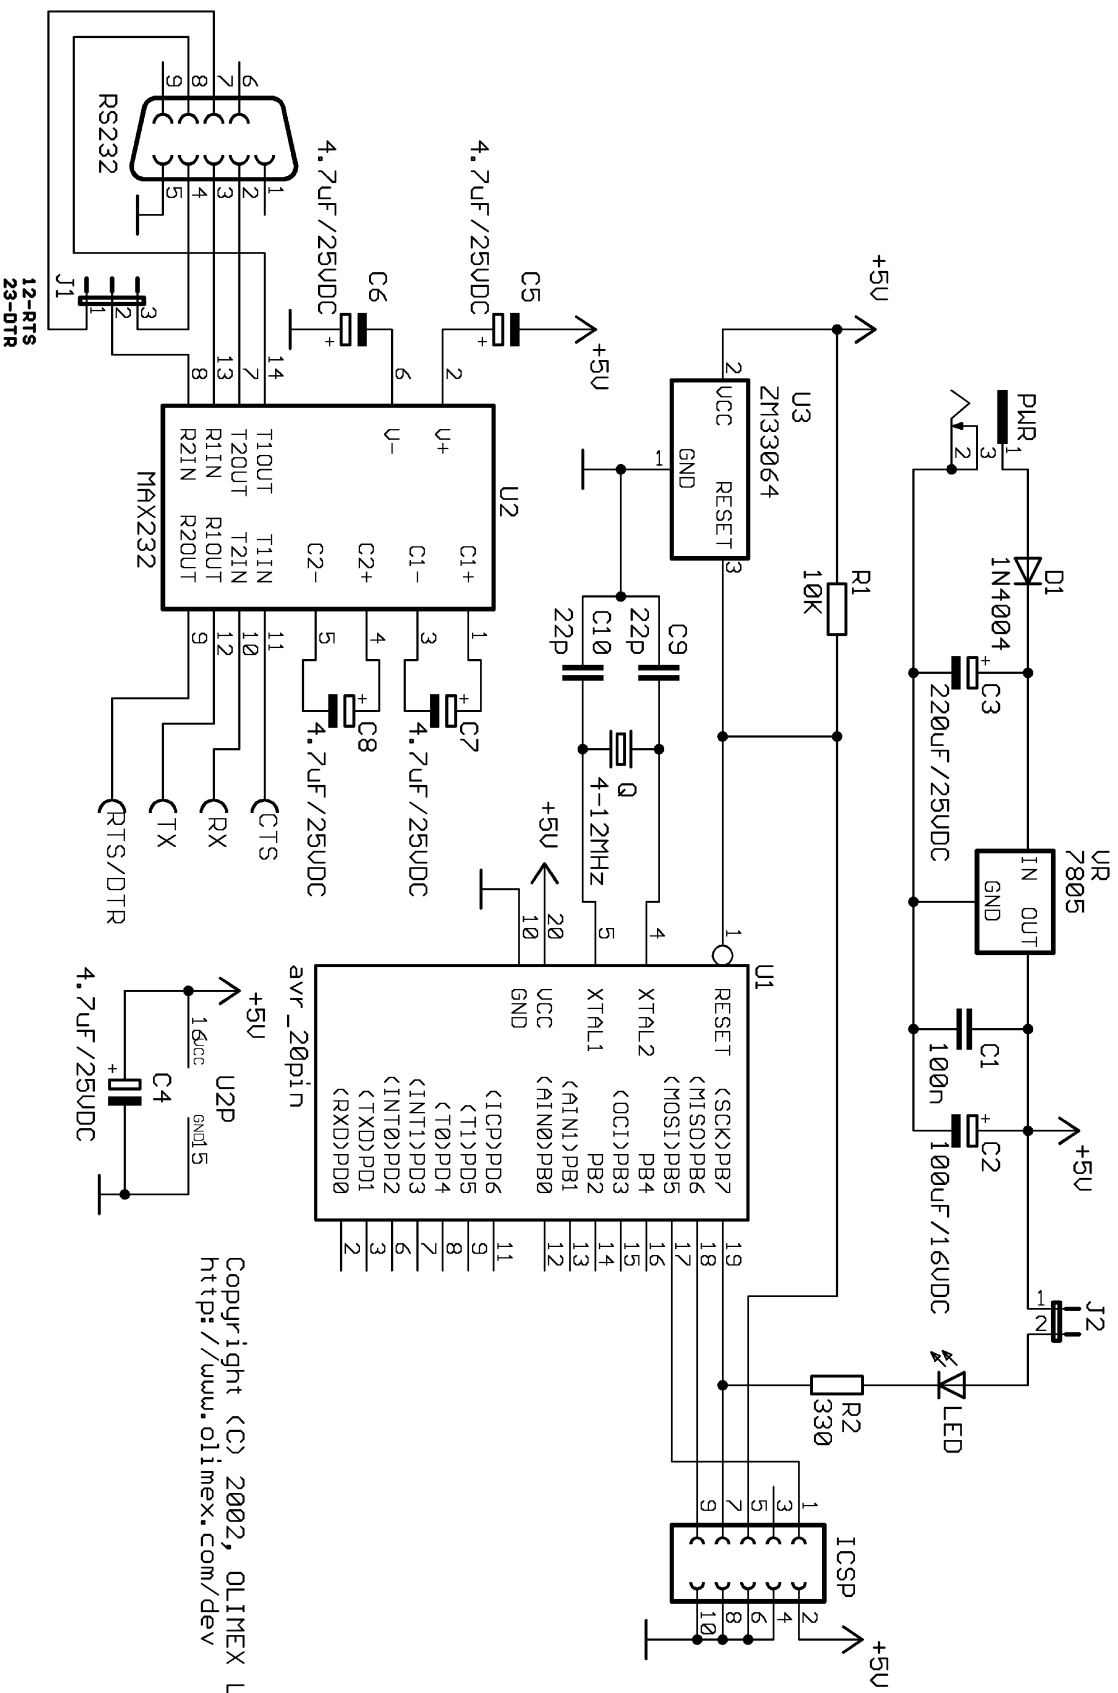 PWR
1
3
2
D1
1N4004
+
C3
220uF/25VDC
VR
7805
IN OUT
GND
C1
100n
+
C2
100uF/16VDC
+5V
J2
1
2
LED
R2
330
+5V
R1
10K
U3
ZM33064
2
VCC
RESET
3
GND
1
C9
22p
C10
22p
Q
4-12MHz
U1
1
RESET
4
XTAL2
5
XTAL1
+5V
20
VCC
10
GND
(SCK)PB7
19
(MISO)PB6
18
(MOSI)PB5
17
PB4
16
(OCI)PB3
15
PB2
14
(AIN1)PB1
13
(AIN0)PB0
12
(ICP)PD6
11
(T1)PD5
9
(T0)PD4
8
(INT1)PD3
7
(INT0)PD2
6
(TXD)PD1
3
(RXD)PD0
2
avr_20pin
ICSP
1
3
5
7
9
2
4
6
8
10
+5V
+5V
C5
+
4.7uF/25VDC
C6
+
4.7uF/25VDC
U2
2
V+
6
V-
C1+
1
C1-
3
C2+
4
C2-
5
14
T1OUT
T1IN
11
7
T2OUT
T2IN
10
13
R1IN
R1OUT
12
8
R2IN
R2OUT
9
MAX232
+
C7
4.7uF/25VDC
+
C8
4.7uF/25VDC
CTS
RX
TX
RTS/DTR
6
7
8
9
1
2
3
4
5
RS232
J1
1
2
3
12-RTS
23-DTR
+5V
U2P
16
VCC
GND
15
+
C4
4.7uF/25VDC
Copyright (C) 2002, OLIMEX L
http://www.olimex.com/dev